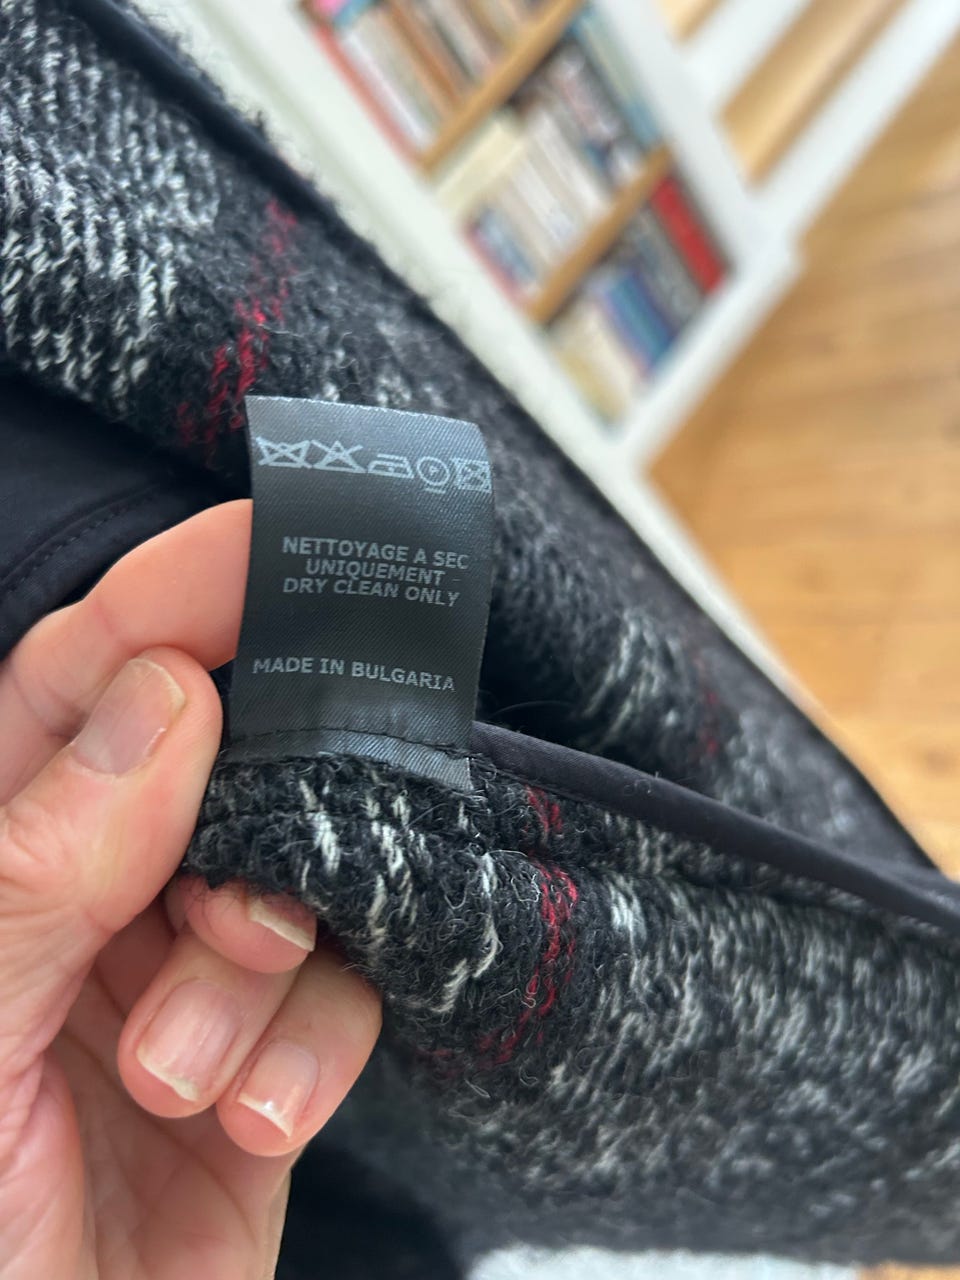 NETTOYAGE A SEC
UNIQUEMENT -
DRY CLEAN ONLY
MADE IN BULGARIA